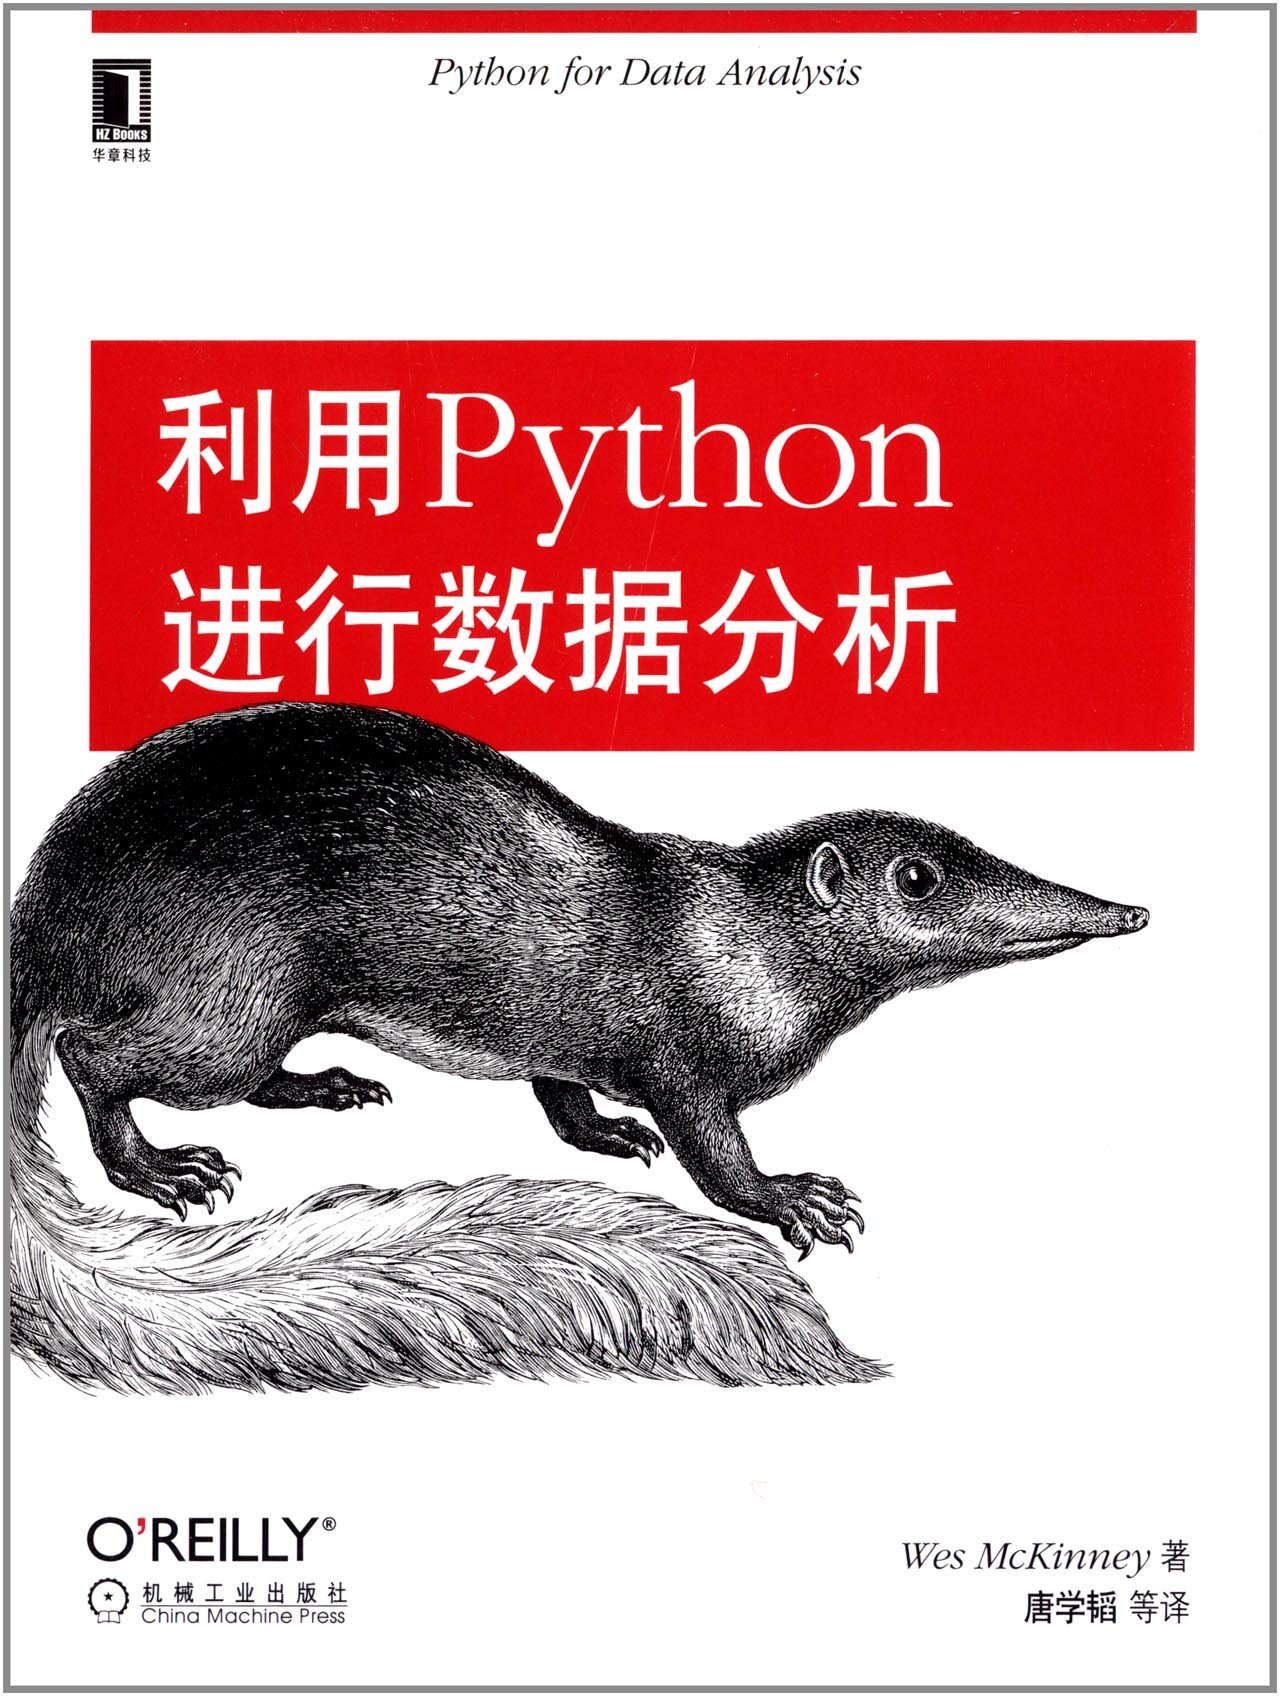 Python for Data Analysis
HZ BOOKS
华章科技
利用Python
进行数据分析
O'REILLY®
机械工业出版社
China Machine Press
Wes McKinney 著
唐学韬 等译